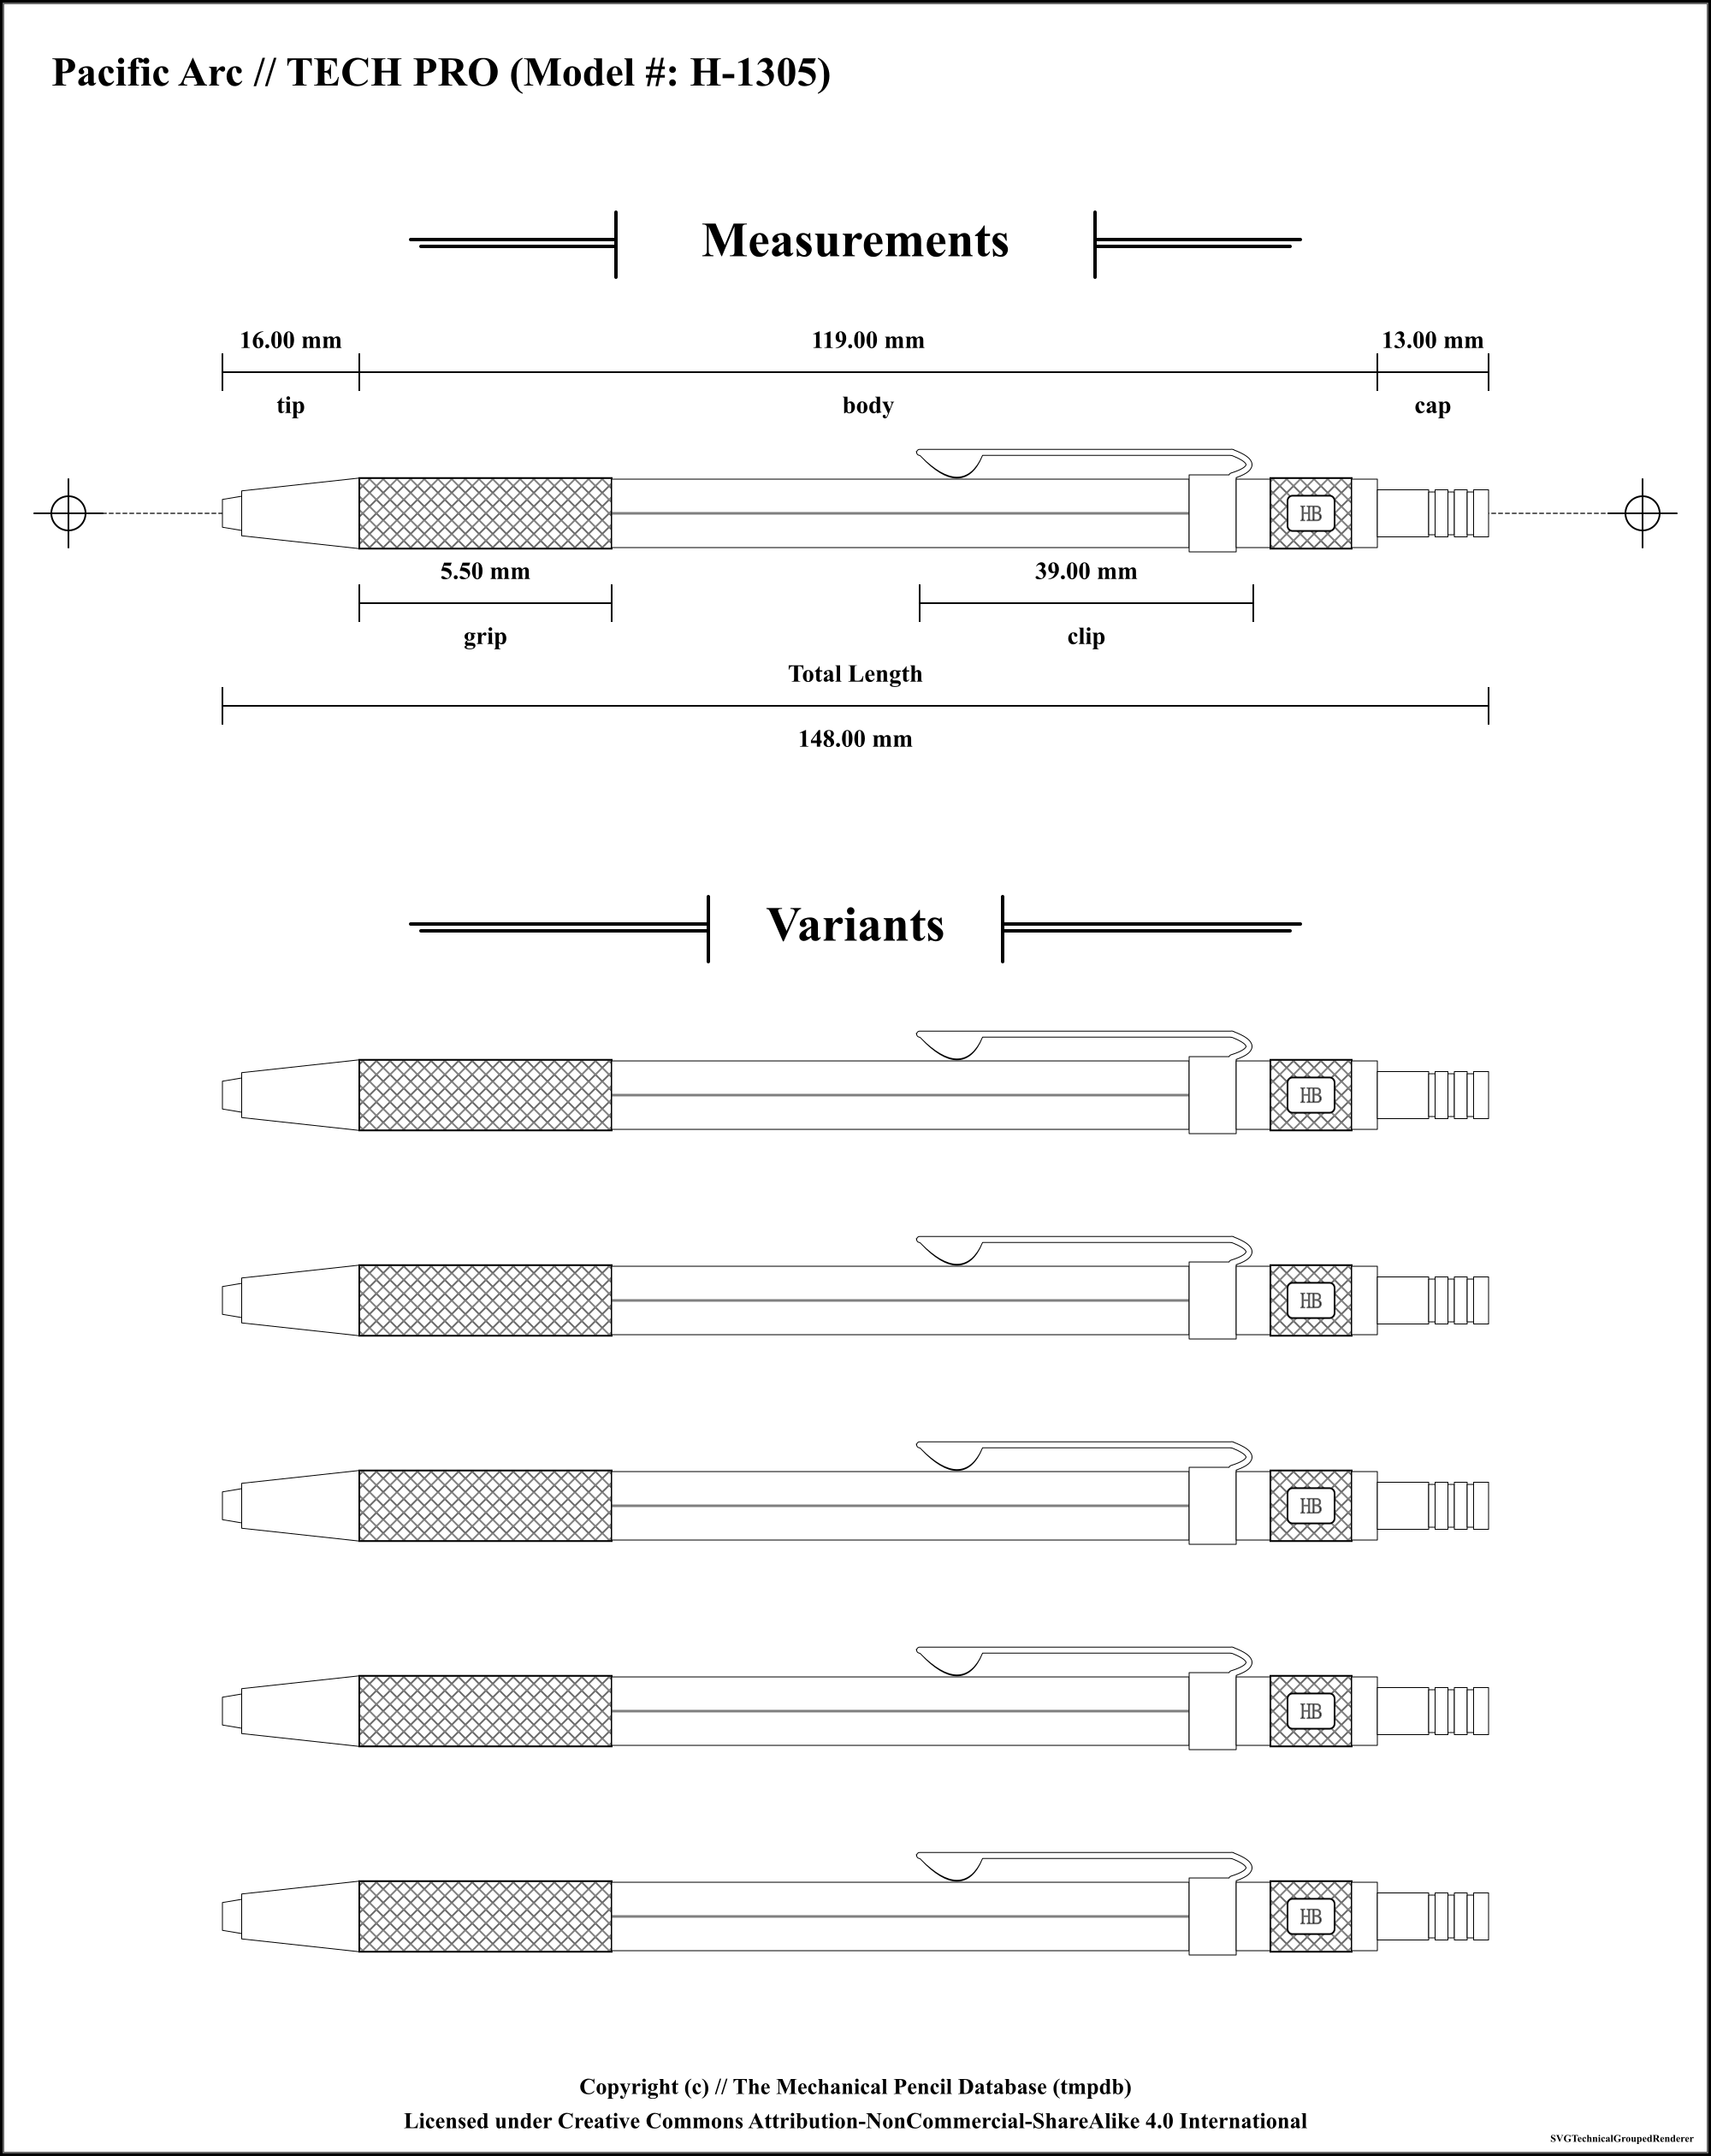 Pacific Arc // TECH PRO (Model #: H-1305)
Measurements
16.00 mm
119.00 mm
13.00 mm
tip
body
cap
HB
5.50 mm
39.00 mm
grip
clip
Total Length
148.00 mm
Variants
HB
HB
HB
HB
HB
Copyright (c) // The Mechanical Pencil Database (tmpdb)
Licensed under Creative Commons Attribution-NonCommercial-ShareAlike 4.0 International
SVGTechnicalGroupedRenderer